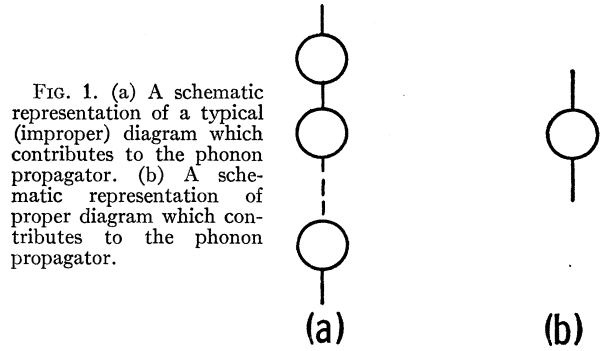 FIG. 1. (a) A schematic
representation of a typical
(improper) diagram which
contributes to the phonon
propagator. (b) A sche-
matic representation of
proper diagram which con-
tributes to the phonon
propagator.
(a)
(b)